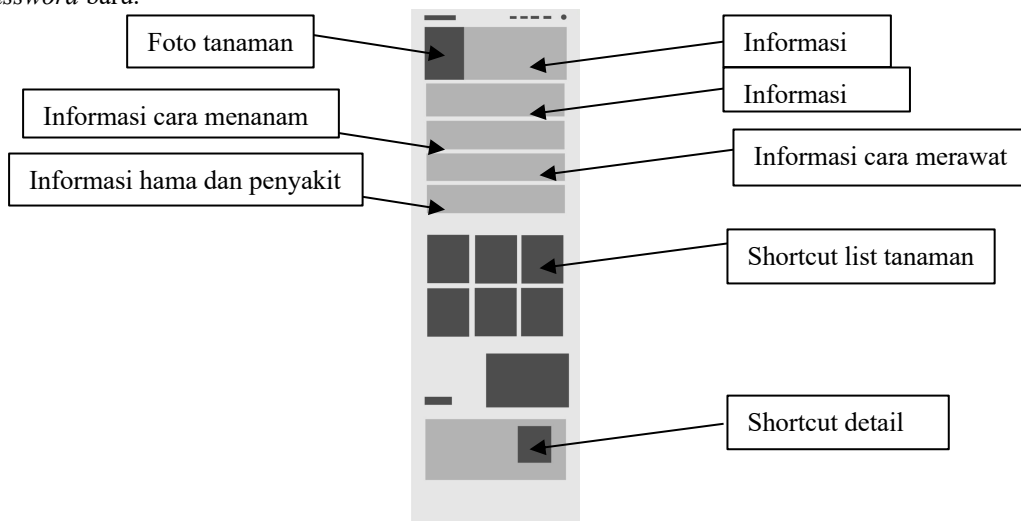 ssword baru.
Foto tanaman
Informasi
Informasi
Informasi cara menanam
Informasi cara merawat
Informasi hama dan penyakit
Shortcut list tanaman
Shortcut detail